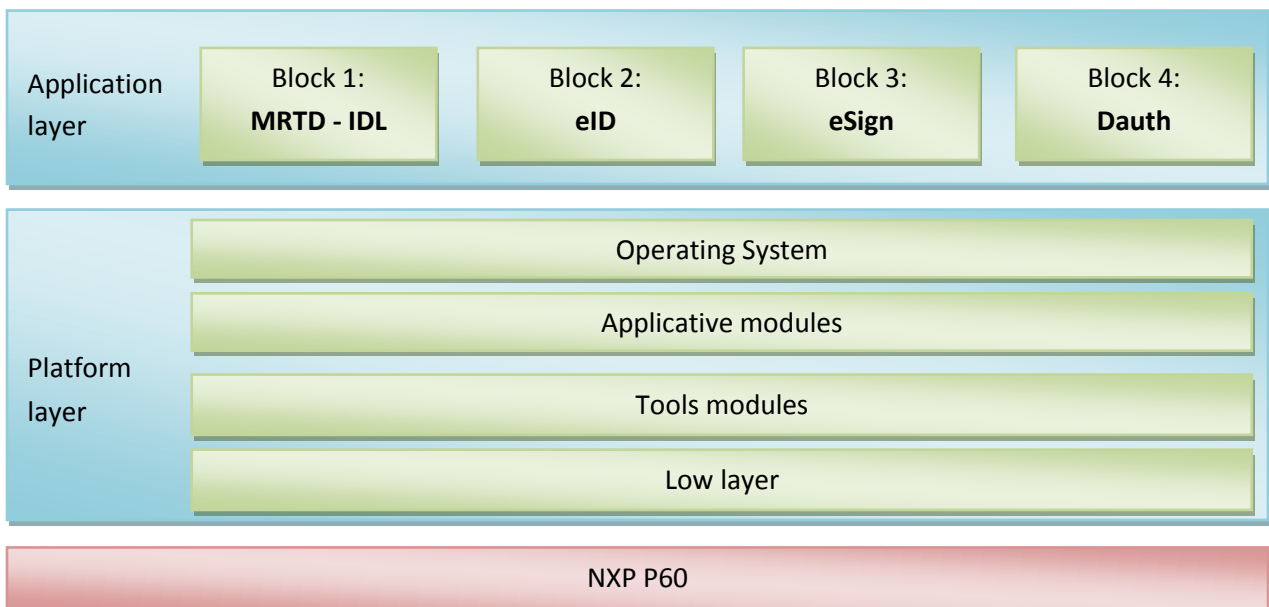 Application
layer
Block 1:
MRTD - IDL
Block 2:
eID
Block 3:
eSign
Block 4:
Dauth
Platform
layer
Operating System
Applicative modules
Tools modules
Low layer
NXP P60